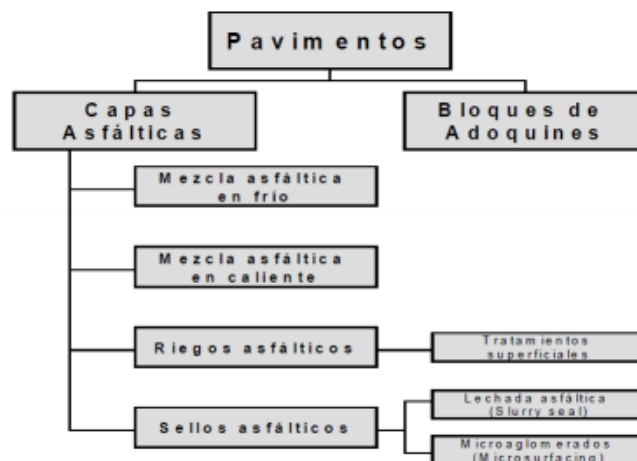 Pavimentos
Capas
Asfálticas
Bloques de
Adoquines
Mezcla asfáltica
en frío
Mezcla asfáltica
en caliente
Riegos asfálticos
Tratamientos
superficiales
Sellos asfálticos
Lechada asfáltica
(Slurry seal)
Microaglomerados
(Microsurfacing)